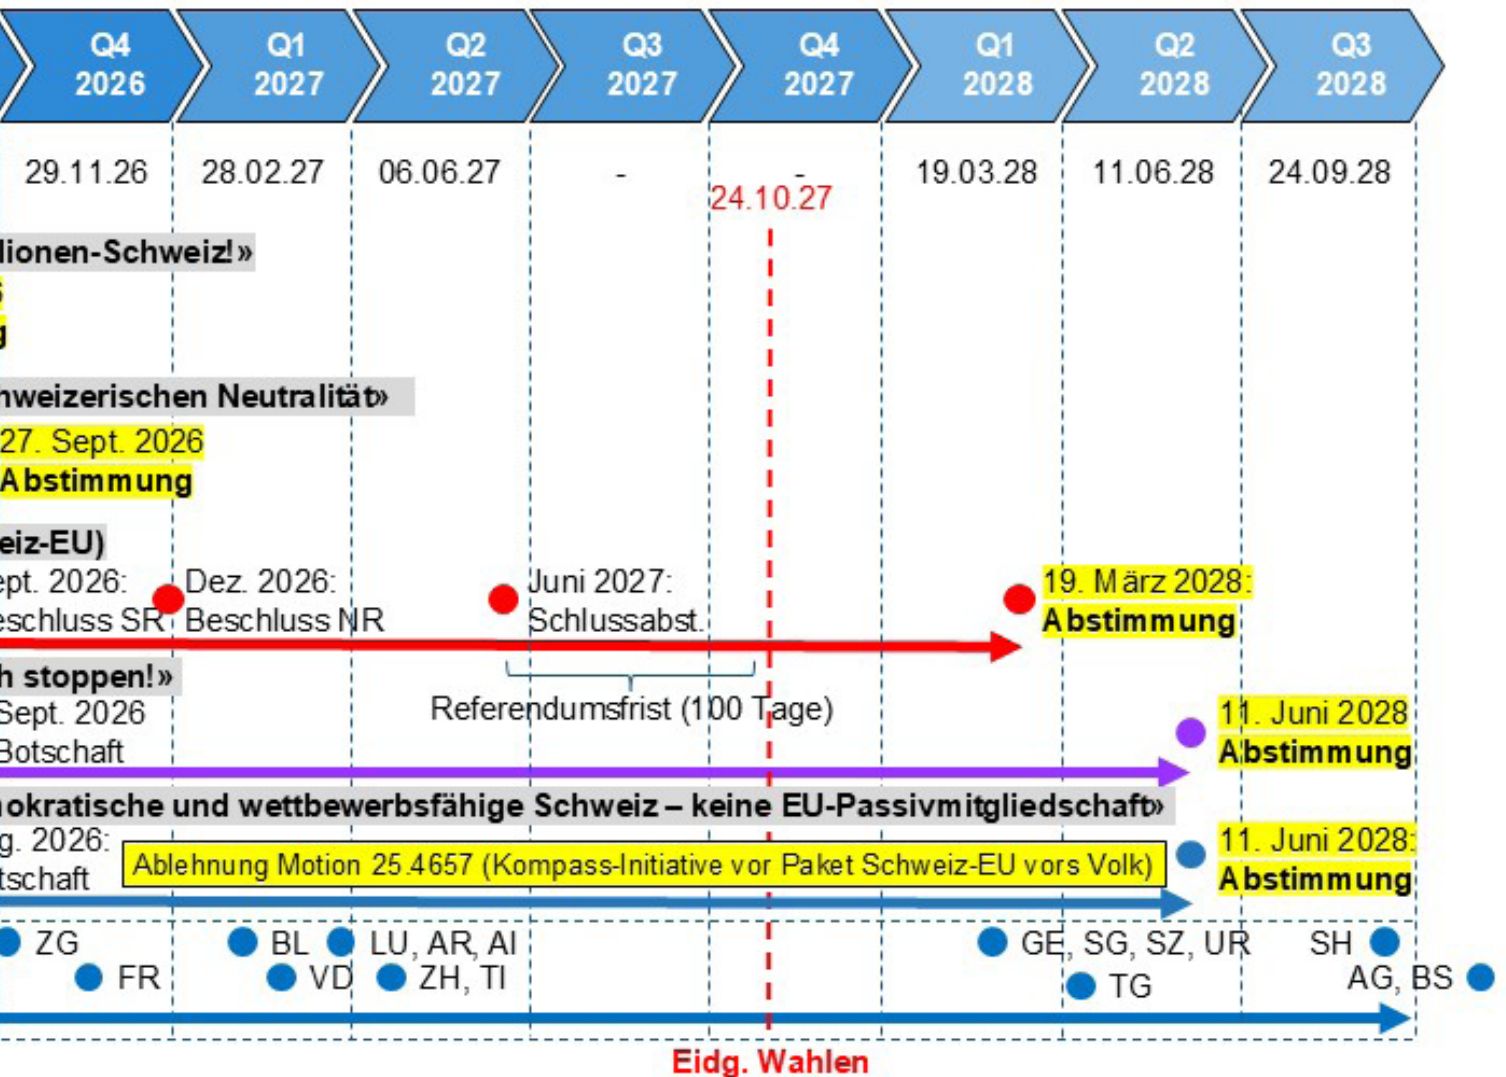 Q4 Q1 Q2 Q3 Q4 Q1 Q2 Q3
2026 2027 2027 2027 2027 2028 2028 2028
29.11.26 28.02.27 06.06.27 - - 19.03.28 11.06.28 24.09.28
24.10.27
lionen-Schweiz!»
g
hweizerischen Neutralität»
27. Sept. 2026
Abstimmung
eiz-EU)
ept. 2026: Dez. 2026: Juni 2027: 19. März 2028:
eschluss SR Beschluss NR Schlussabst. Abstimmung
h stoppen!»
Referendumsfrist (100 Tage)
Sept. 2026 11. Juni 2028
Botschaft Abstimmung
mokratische und wettbewerbsfähige Schweiz – keine EU-Passivmitgliedschaft»
g. 2026: 11. Juni 2028:
Ablehnung Motion 25.4657 (Kompass-Initiative vor Paket Schweiz-EU vors Volk)
tschaft Abstimmung
ZG BL LU, AR, AI GE, SG, SZ, UR SH
FR VD ZH, TI TG AG, BS
Eidg. Wahlen